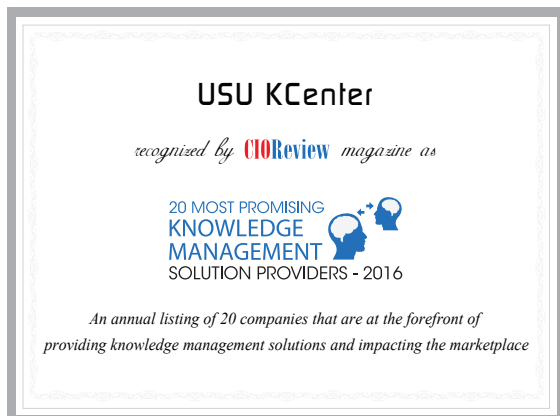 USU KCenter
recognized by CIOReview magazine as
20 MOST PROMISING
KNOWLEDGE
MANAGEMENT
SOLUTION PROVIDERS - 2016
An annual listing of 20 companies that are at the forefront of
providing knowledge management solutions and impacting the marketplace